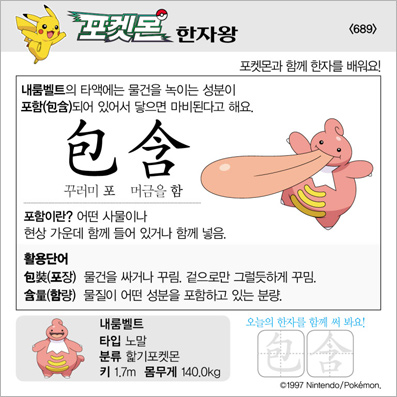 포켓몬 한자왕
〈689〉
포켓몬과 함께 한자를 배워요!
내룸벨트의 타액에는 물건을 녹이는 성분이
포함(包含)되어 있어서 닿으면 마비된다고 해요.
包含
꾸러미 포 머금을 함
포함이란? 어떤 사물이나
현상 가운데 함께 들어 있거나 함께 넣음.
활용단어
包裝(포장) 물건을 싸거나 꾸림. 겉으로만 그럴듯하게 꾸밈.
含量(함량) 물질이 어떤 성분을 포함하고 있는 분량.
내룸벨트
타입 노말
분류 핥기포켓몬
키 1.7m 몸무게 140.0kg
오늘의 한자를 함께 써 봐요!
包含
©1997 Nintendo/Pokémon.